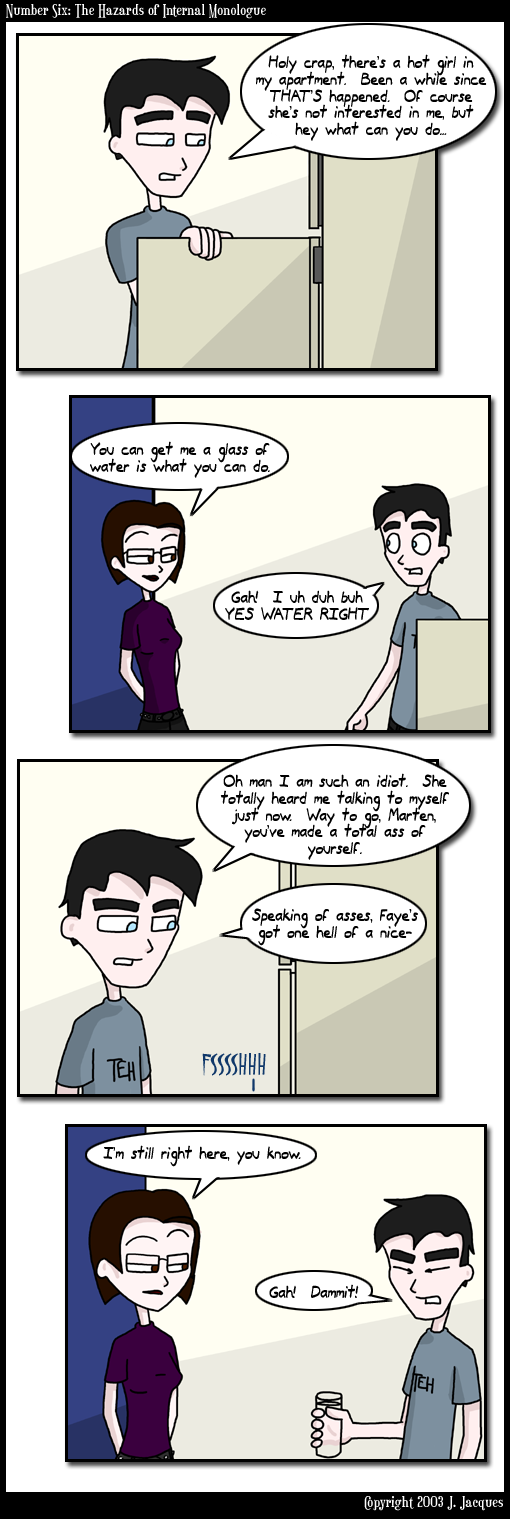 Number Six: The Hazards of Internal Monologue
Holy crap, there's a hot girl in
my apartment. Been a while since
THAT'S happened. Of course
she's not interested in me, but
hey what can you do...
You can get me a glass of
water is what you can do.
Gah! I uh duh buh
YES WATER RIGHT
T
Oh man I am such an idiot. She
totally heard me talking to myself
just now. Way to go, Marten,
you've made a total ass of
yourself.
Speaking of asses, Faye's
got one hell of a nice-
FSSSSHHH
TEH
I'm still right here, you know.
Gah! Dammit!
TEH
Copyright 2003 J. Jacques